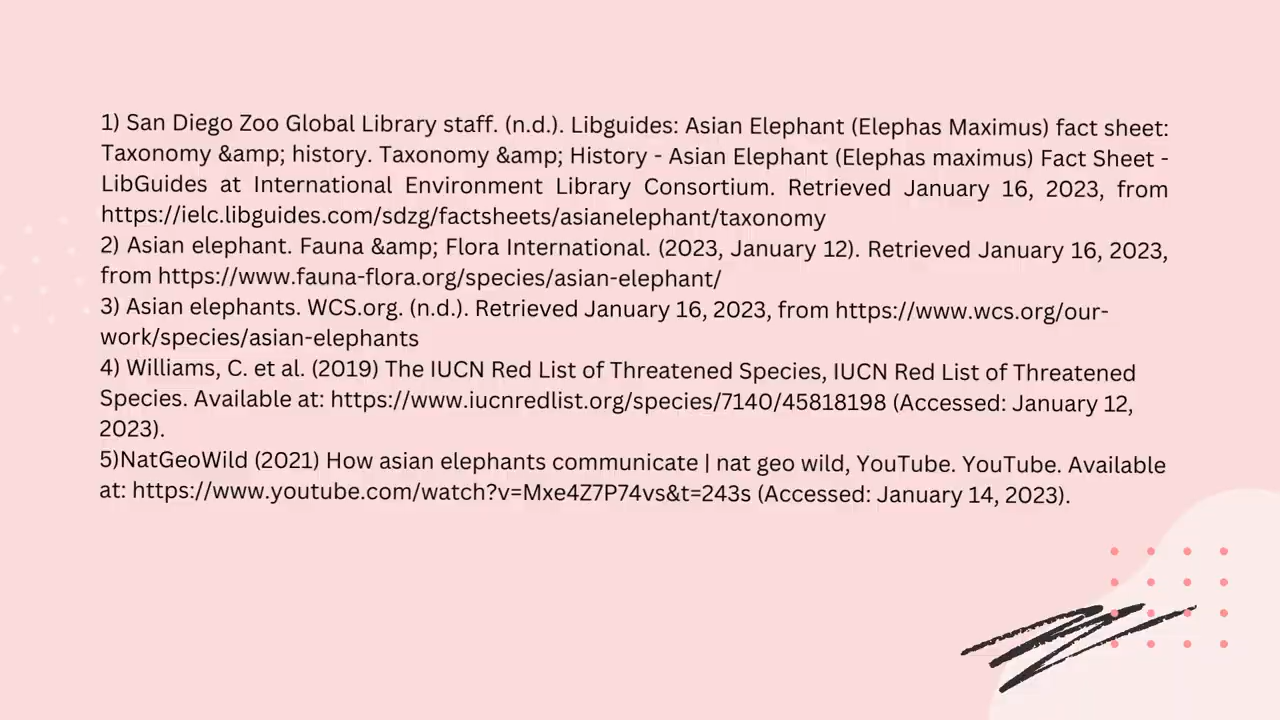 1) San Diego Zoo Global Library staff. (n.d.). Libguides: Asian Elephant (Elephas Maximus) fact sheet:
Taxonomy &amp; history. Taxonomy &amp; History - Asian Elephant (Elephas maximus) Fact Sheet -
LibGuides at International Environment Library Consortium. Retrieved January 16, 2023, from
https://ielc.libguides.com/sdzg/factsheets/asianelephant/taxonomy
2) Asian elephant. Fauna &amp; Flora International. (2023, January 12). Retrieved January 16, 2023,
from https://www.fauna-flora.org/species/asian-elephant/
3) Asian elephants. WCS.org. (n.d.). Retrieved January 16, 2023, from https://www.wcs.org/our-
work/species/asian-elephants
4) Williams, C. et al. (2019) The IUCN Red List of Threatened Species, IUCN Red List of Threatened
Species. Available at: https://www.iucnredlist.org/species/7140/45818198 (Accessed: January 12,
2023).
5)NatGeoWild (2021) How asian elephants communicate | nat geo wild, YouTube. YouTube. Available
at: https://www.youtube.com/watch?v=Mxe4Z7P74vs&t=243s (Accessed: January 14, 2023).